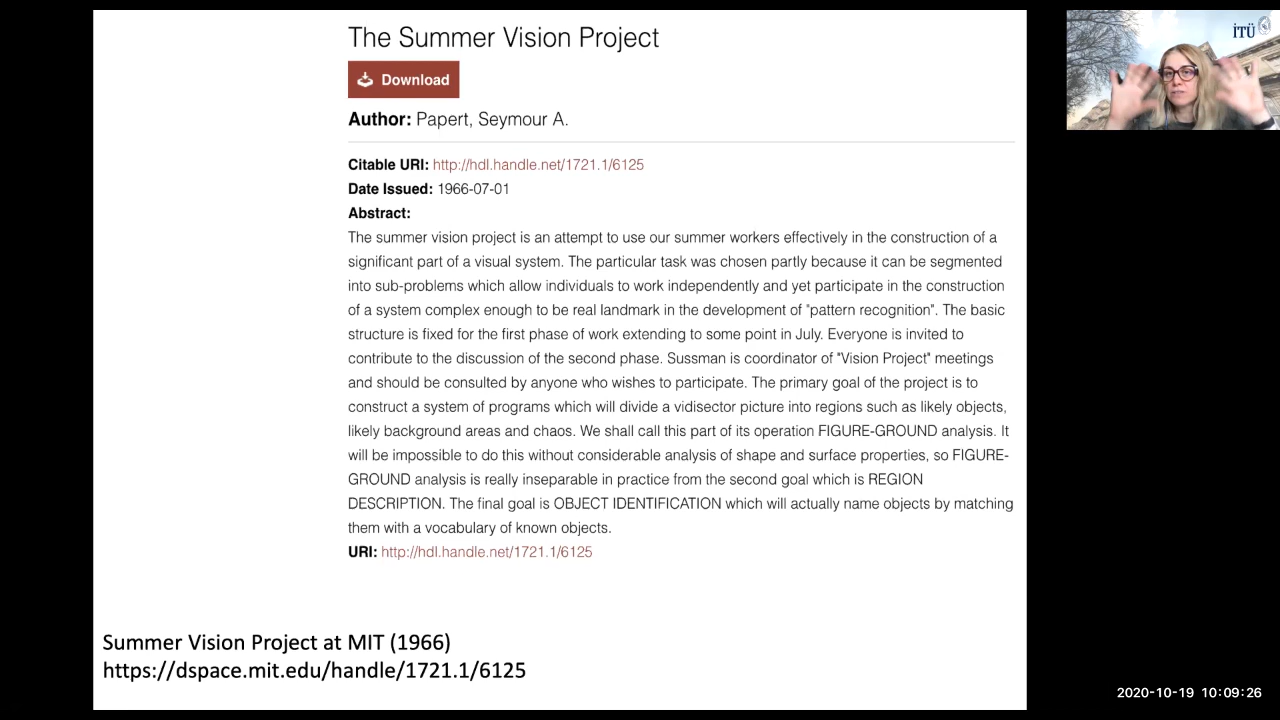 The Summer Vision Project
Download
Author: Papert, Seymour A.
Citable URI: http://hdl.handle.net/1721.1/6125
Date Issued: 1966-07-01
Abstract:
The summer vision project is an attempt to use our summer workers effectively in the construction of a
significant part of a visual system. The particular task was chosen partly because it can be segmented
into sub-problems which allow individuals to work independently and yet participate in the construction
of a system complex enough to be real landmark in the development of "pattern recognition". The basic
structure is fixed for the first phase of work extending to some point in July. Everyone is invited to
contribute to the discussion of the second phase. Sussman is coordinator of "Vision Project" meetings
and should be consulted by anyone who wishes to participate. The primary goal of the project is to
construct a system of programs which will divide a vidisector picture into regions such as likely objects,
likely background areas and chaos. We shall call this part of its operation FIGURE-GROUND analysis. It
will be impossible to do this without considerable analysis of shape and surface properties, so FIGURE-
GROUND analysis is really inseparable in practice from the second goal which is REGION
DESCRIPTION. The final goal is OBJECT IDENTIFICATION which will actually name objects by matching
them with a vocabulary of known objects.
URI: http://hdl.handle.net/1721.1/6125
Summer Vision Project at MIT (1966)
https://dspace.mit.edu/handle/1721.1/6125
İTÜ
2020-10-19 10:09:26